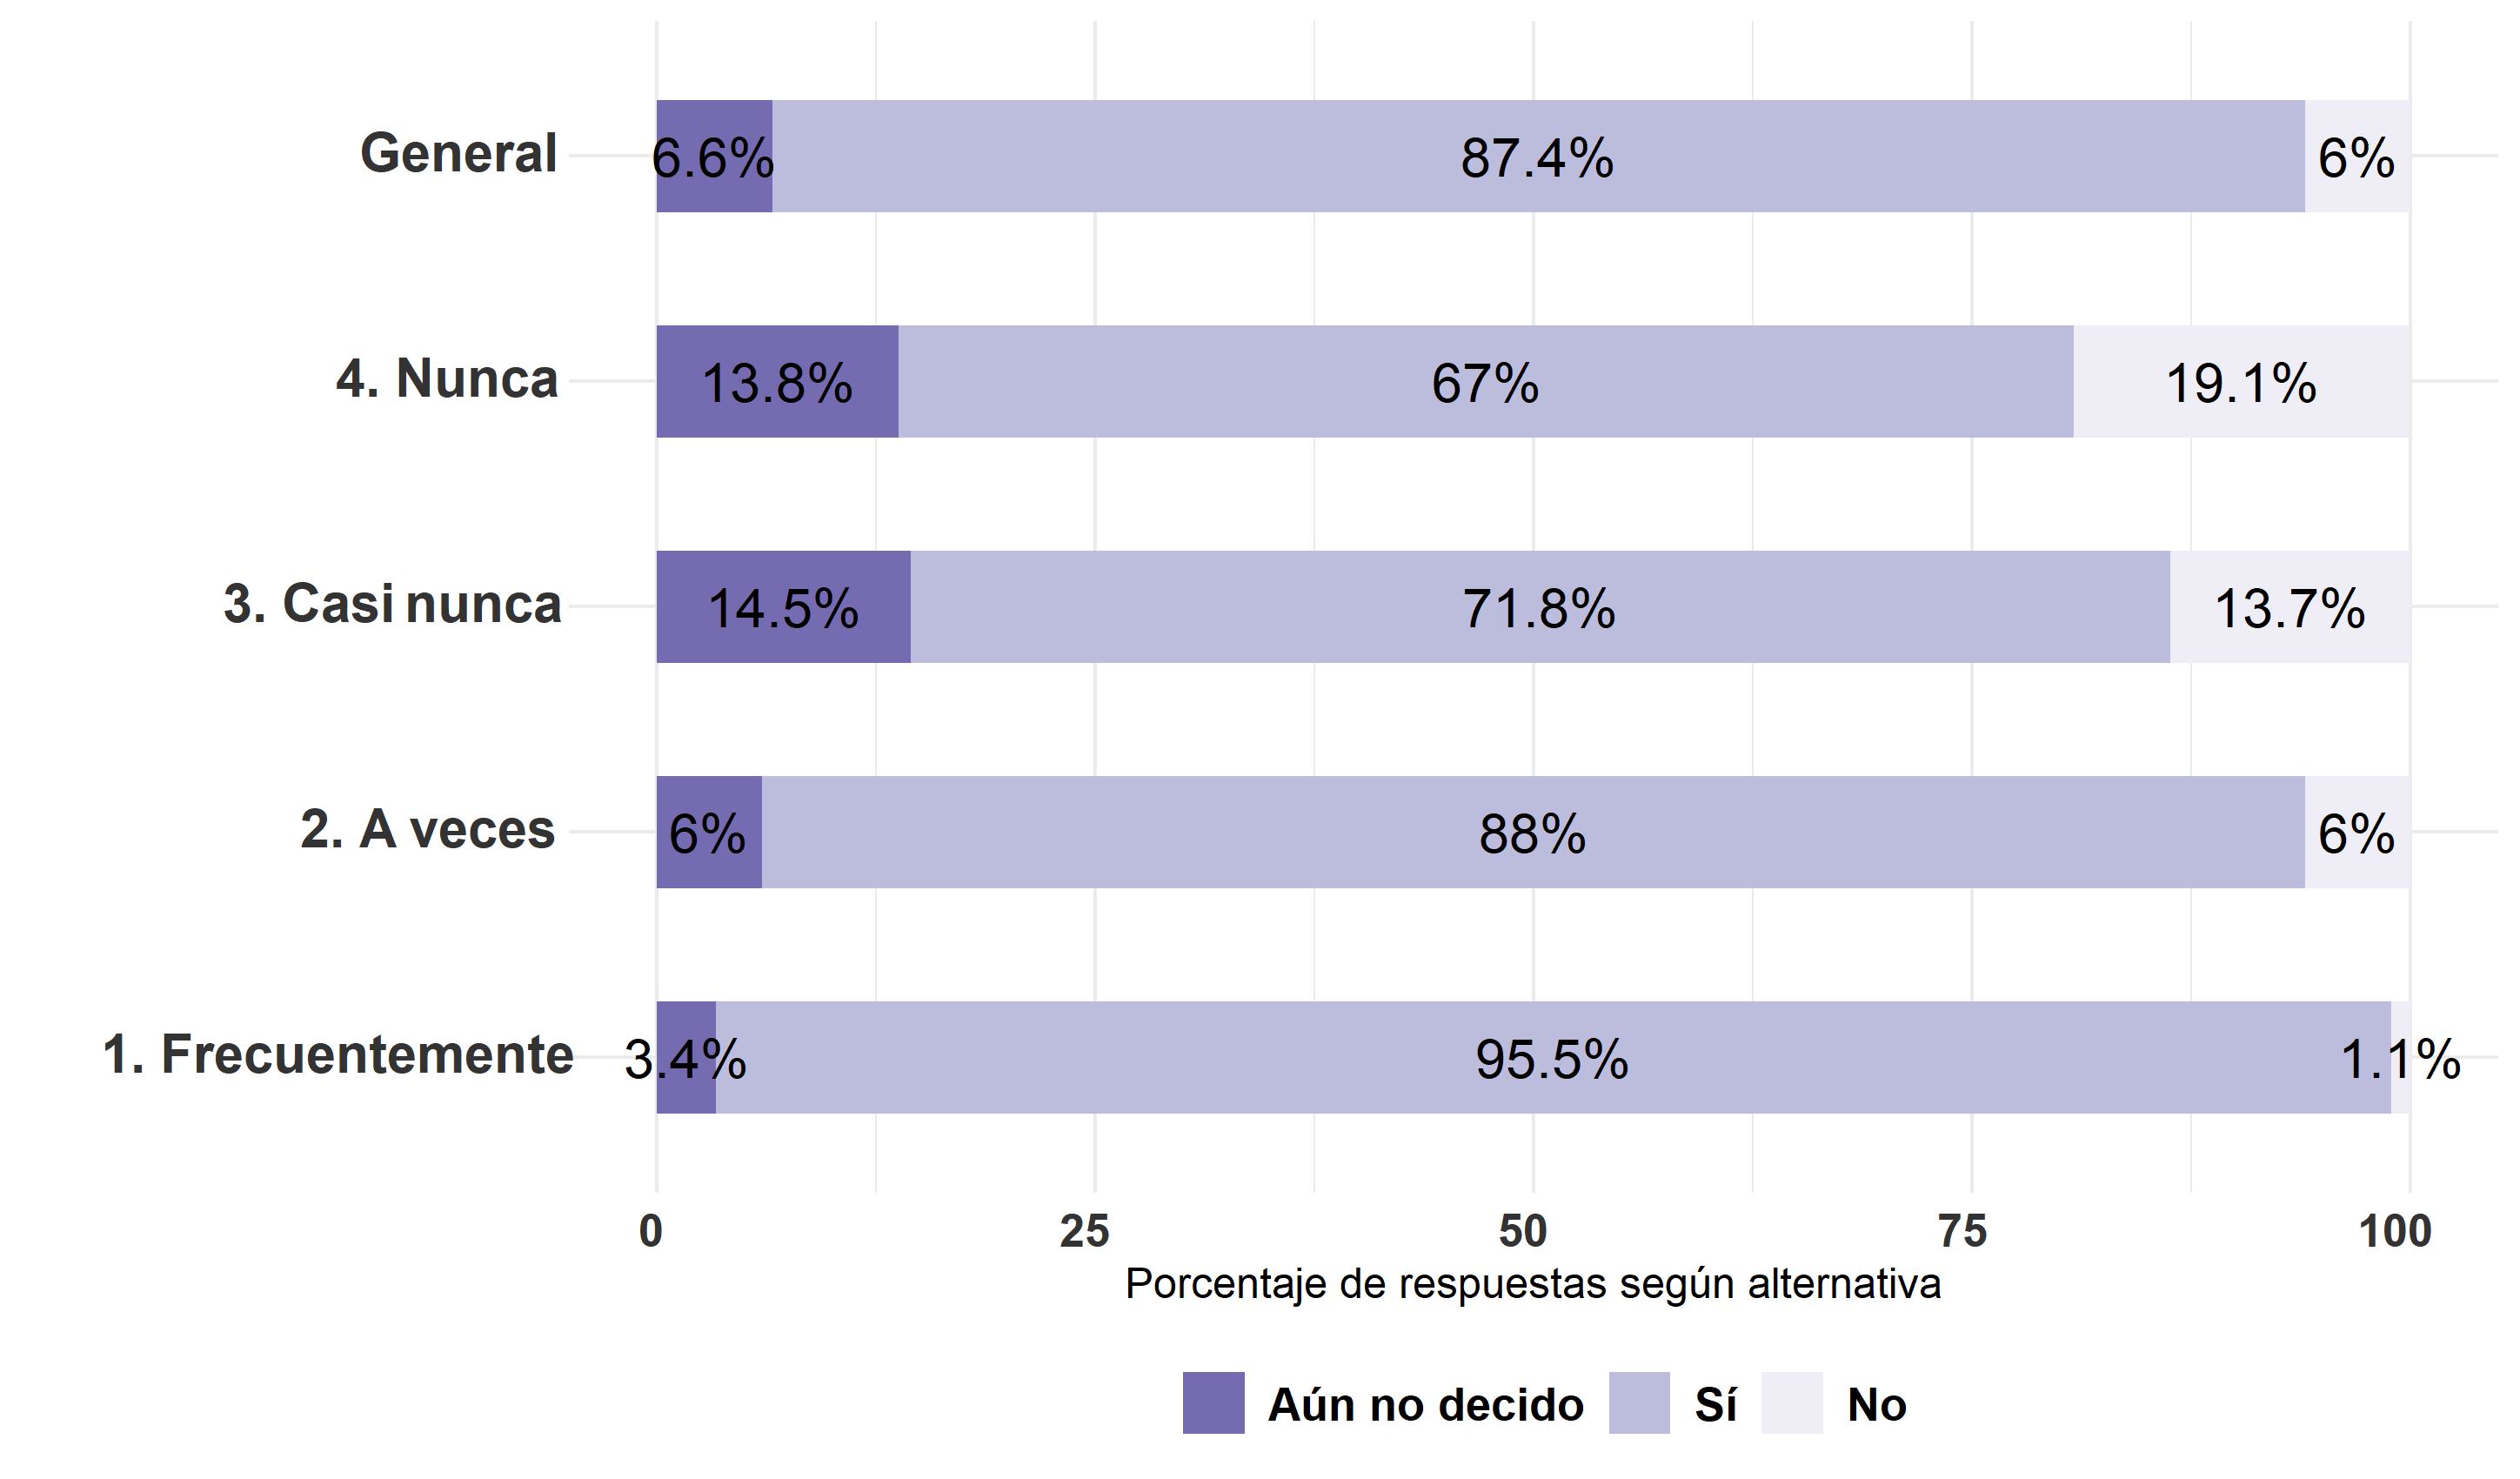 General 6.6% 87.4% 6%
4. Nunca 13.8% 67% 19.1%
3. Casi nunca 14.5% 71.8% 13.7%
2. A veces 6% 88% 6%
1. Frecuentemente 3.4% 95.5% 1.1%
0 25 50 75 100
Porcentaje de respuestas según alternativa
Aún no decido Sí No